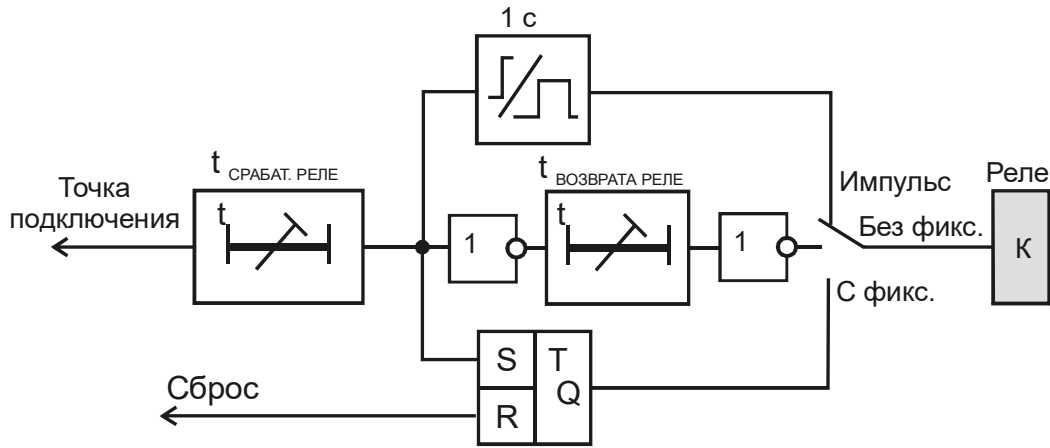 1 с
t СРАБАТ. РЕЛЕ
t ВОЗВРАТА РЕЛЕ
Точка
подключения
t
1
t
1
Импульс
Реле
Без фикс.
К
С фикс.
S
T
Q
R
Сброс